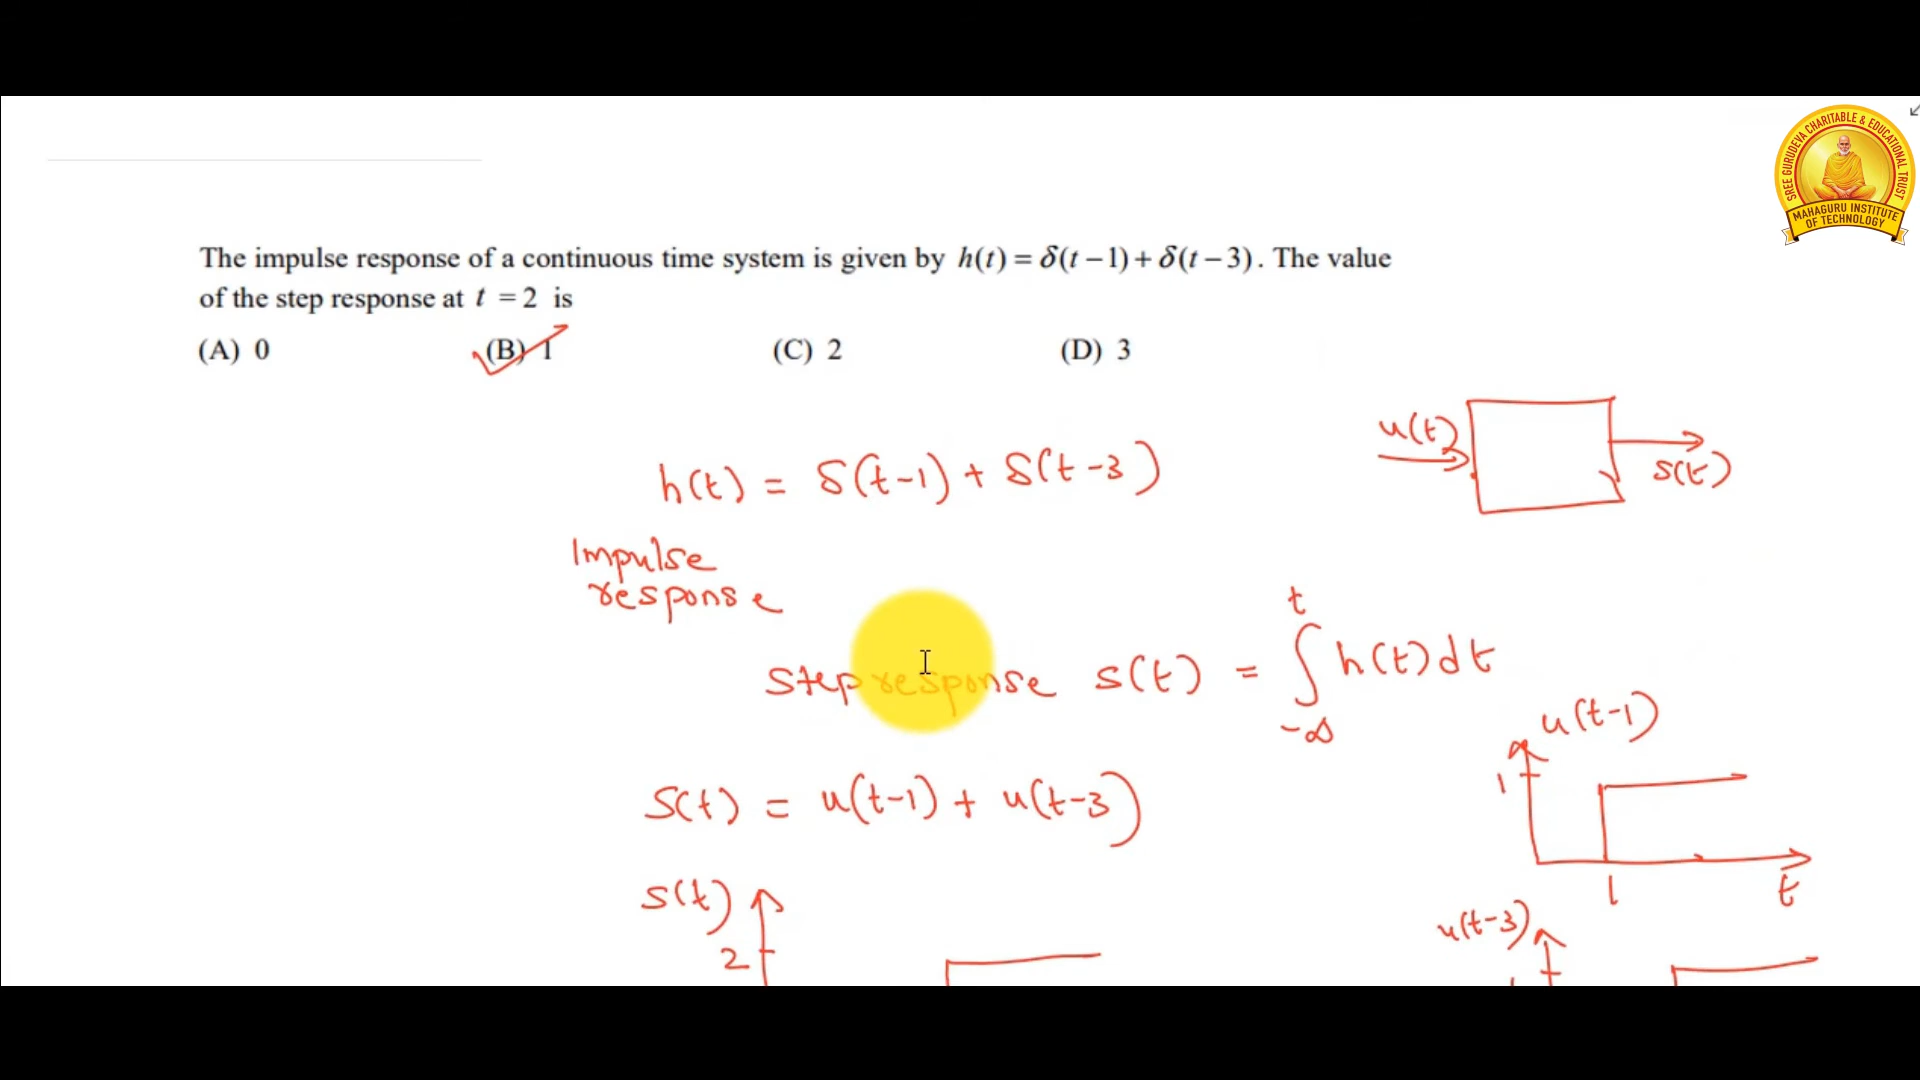 SREE GURUDEVA CHARITABLE & EDUCATIONAL TRUST
MAHAGURU INSTITUTE
OF TECHNOLOGY
The impulse response of a continuous time system is given by h(t) = δ(t − 1) + δ(t − 3). The value
of the step response at t = 2 is
(A) 0 (B) 1 (C) 2 (D) 3
u(t)
s(t)
h(t) = δ(t-1) + δ(t-3)
Impulse
response
step response s(t) = ∫_{-∞}^{t} h(t) dt
u(t-1)
1
1
t
s(t) = u(t-1) + u(t-3)
s(t)
2
u(t-3)